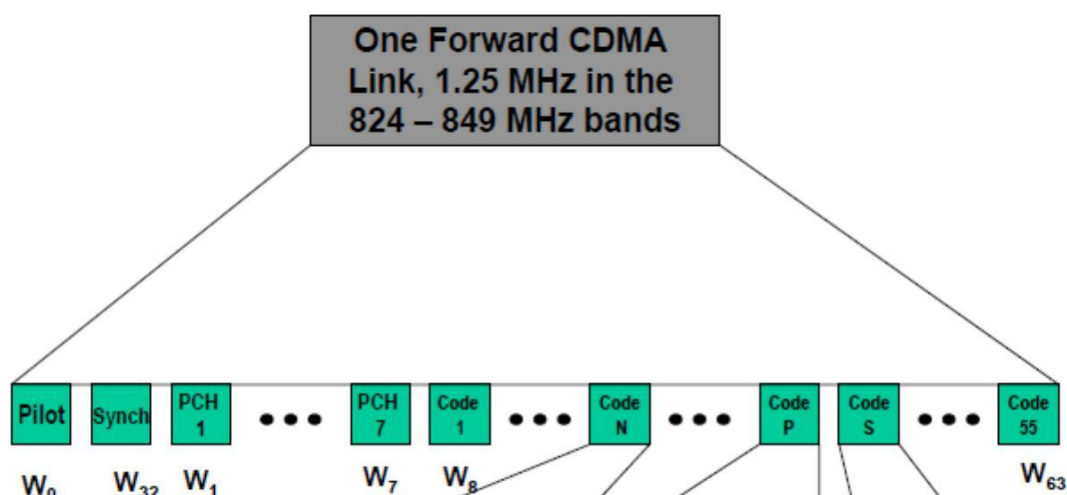 One Forward CDMA
Link, 1.25 MHz in the
824 – 849 MHz bands
Pilot
Synch
PCH
1
PCH
7
Code
1
Code
N
Code
P
Code
S
Code
55
W₀
W₃₂
W₁
W₇
W₈
W₆₃